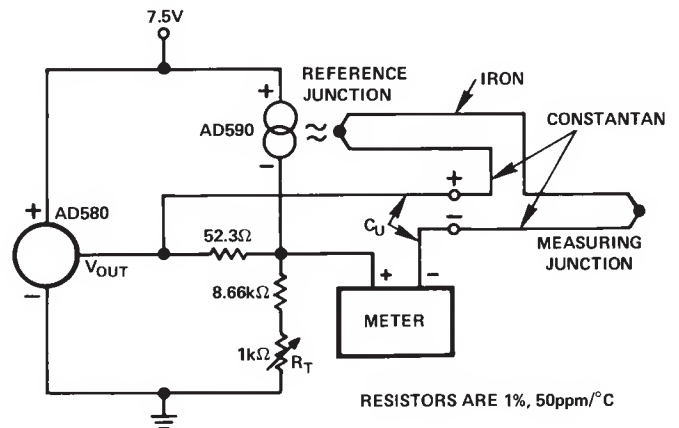 7.5V
REFERENCE
JUNCTION
IRON
CONSTANTAN
+
AD590
≈
−
+
AD580
−
VOUT
52.3Ω
8.66kΩ
1kΩ
RT
+
−
CU
MEASURING
JUNCTION
+
−
METER
RESISTORS ARE 1%, 50ppm/°C